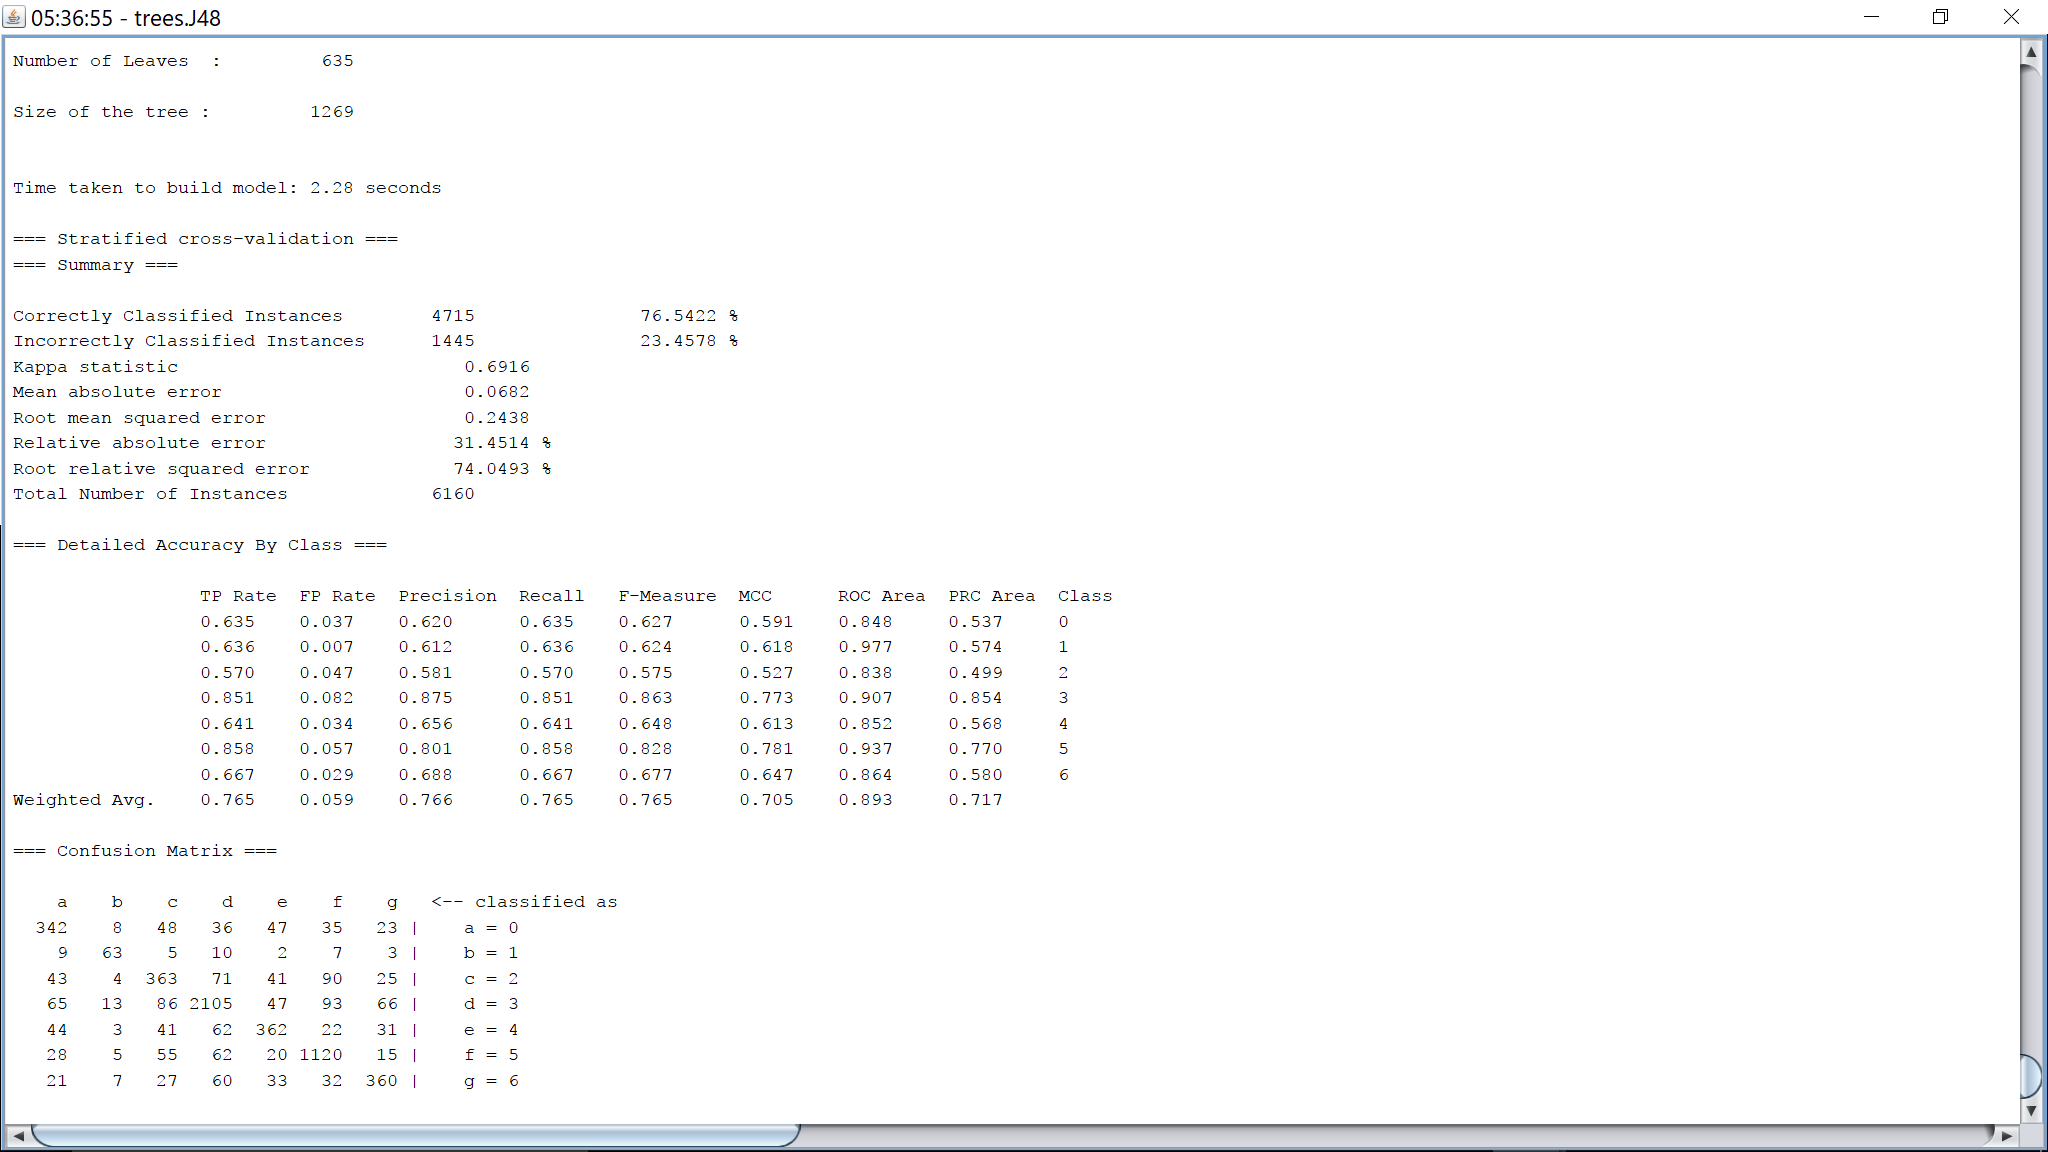 05:36:55 - trees.J48
Number of Leaves  :         635
Size of the tree :         1269
Time taken to build model: 2.28 seconds
=== Stratified cross-validation ===
=== Summary ===
Correctly Classified Instances        4715               76.5422 %
Incorrectly Classified Instances      1445               23.4578 %
Kappa statistic                          0.6916
Mean absolute error                      0.0682
Root mean squared error                  0.2438
Relative absolute error                 31.4514 %
Root relative squared error             74.0493 %
Total Number of Instances             6160
=== Detailed Accuracy By Class ===
                 TP Rate  FP Rate  Precision  Recall   F-Measure  MCC      ROC Area  PRC Area  Class
                 0.635    0.037    0.620      0.635    0.627      0.591    0.848     0.537     0
                 0.636    0.007    0.612      0.636    0.624      0.618    0.977     0.574     1
                 0.570    0.047    0.581      0.570    0.575      0.527    0.838     0.499     2
                 0.851    0.082    0.875      0.851    0.863      0.773    0.907     0.854     3
                 0.641    0.034    0.656      0.641    0.648      0.613    0.852     0.568     4
                 0.858    0.057    0.801      0.858    0.828      0.781    0.937     0.770     5
                 0.667    0.029    0.688      0.667    0.677      0.647    0.864     0.580     6
Weighted Avg.    0.765    0.059    0.766      0.765    0.765      0.705    0.893     0.717
=== Confusion Matrix ===
    a    b    c    d    e    f    g   <-- classified as
  342    8   48   36   47   35   23 |    a = 0
    9   63    5   10    2    7    3 |    b = 1
   43    4  363   71   41   90   25 |    c = 2
   65   13   86 2105   47   93   66 |    d = 3
   44    3   41   62  362   22   31 |    e = 4
   28    5   55   62   20 1120   15 |    f = 5
   21    7   27   60   33   32  360 |    g = 6